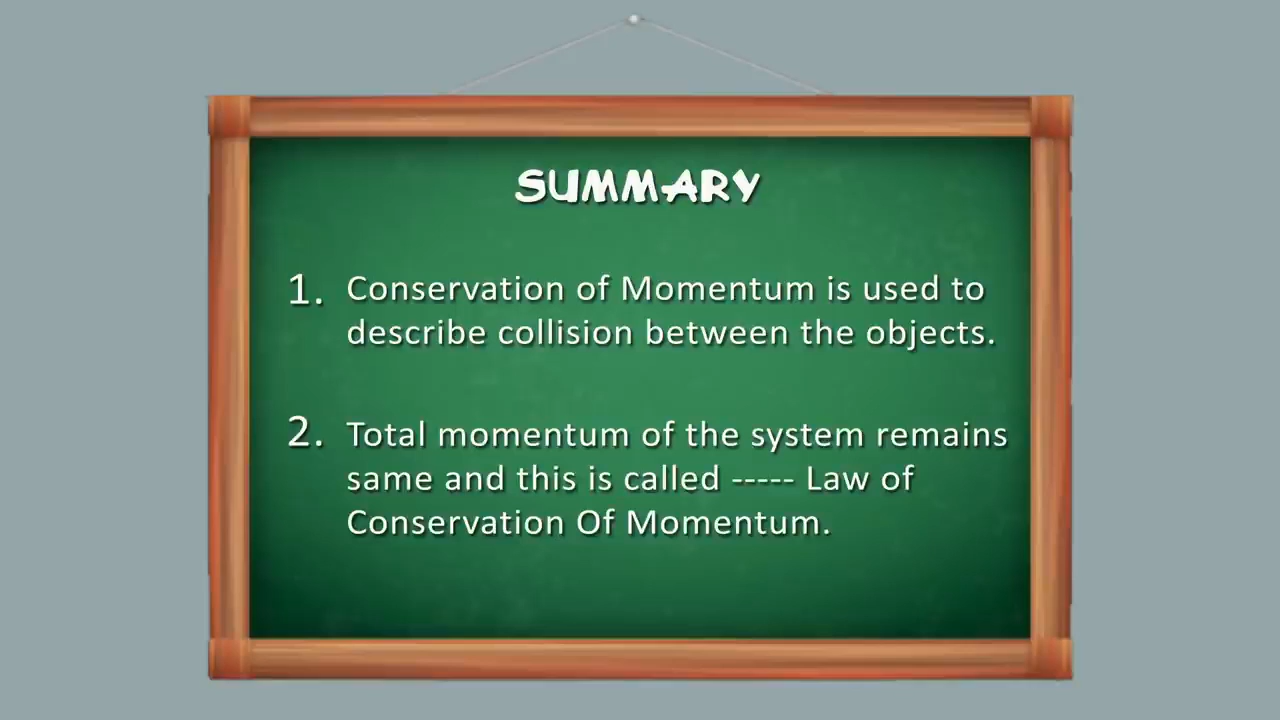 SUMMARY
1. Conservation of Momentum is used to
describe collision between the objects.
2. Total momentum of the system remains
same and this is called ----- Law of
Conservation Of Momentum.